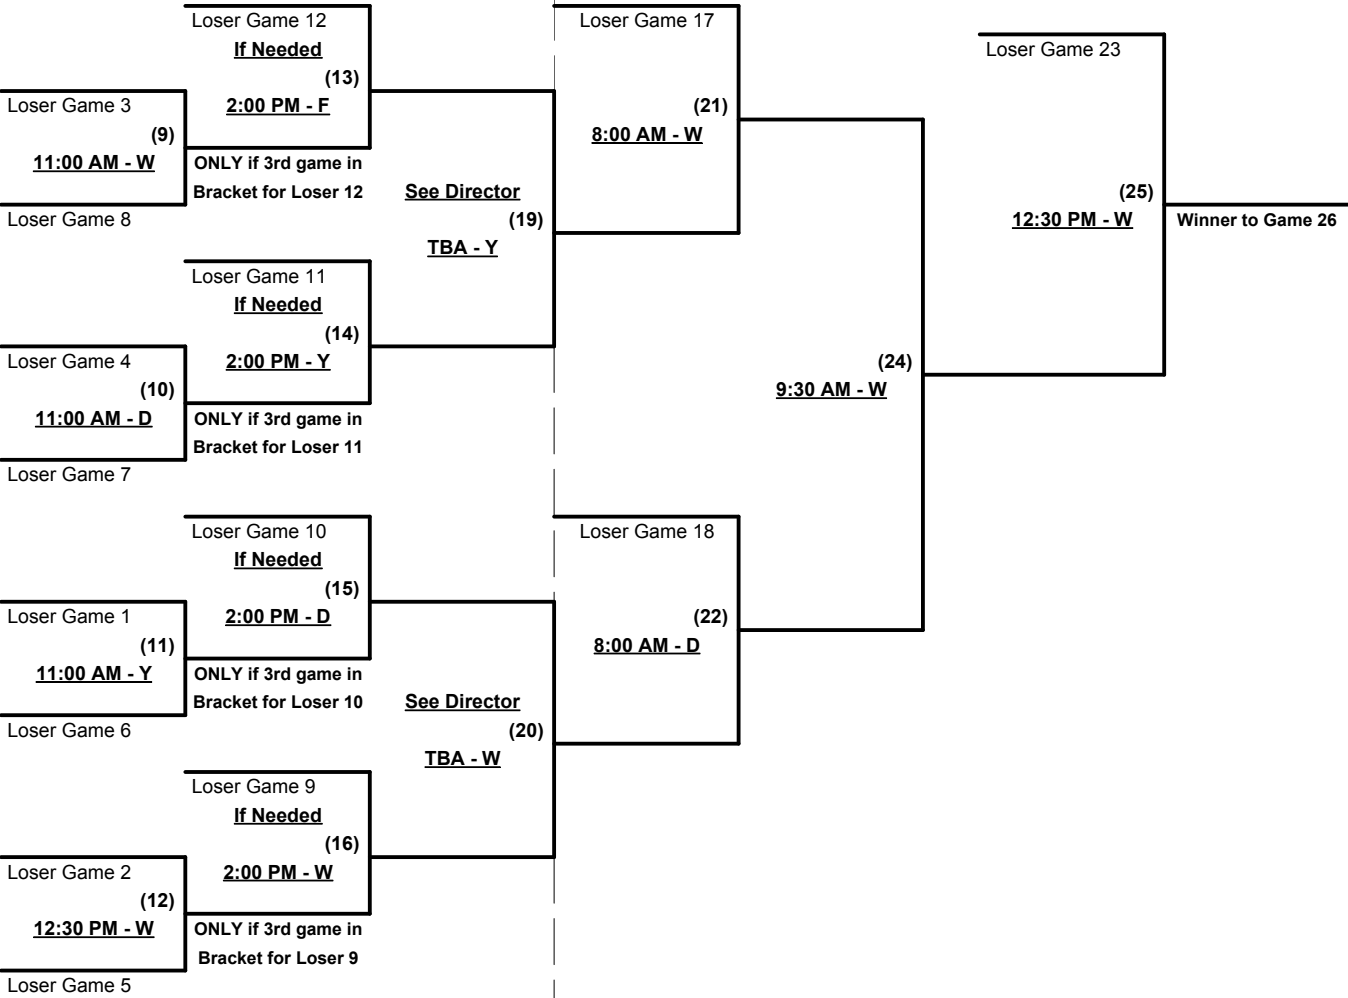 Loser Game 12
If Needed
(13)
2:00 PM - F
Loser Game 3
(9)
11:00 AM - W
ONLY if 3rd game in
Bracket for Loser 12
Loser Game 8
See Director
(19)
TBA - Y
Loser Game 11
If Needed
(14)
2:00 PM - Y
Loser Game 4
(10)
11:00 AM - D
ONLY if 3rd game in
Bracket for Loser 11
Loser Game 7
Loser Game 10
If Needed
(15)
2:00 PM - D
Loser Game 1
(11)
11:00 AM - Y
ONLY if 3rd game in
Bracket for Loser 10
Loser Game 6
See Director
(20)
TBA - W
Loser Game 9
If Needed
(16)
2:00 PM - W
Loser Game 2
(12)
12:30 PM - W
ONLY if 3rd game in
Bracket for Loser 9
Loser Game 5
Loser Game 17
(21)
8:00 AM - W
Loser Game 18
(22)
8:00 AM - D
(24)
9:30 AM - W
Loser Game 23
(25)
12:30 PM - W
Winner to Game 26